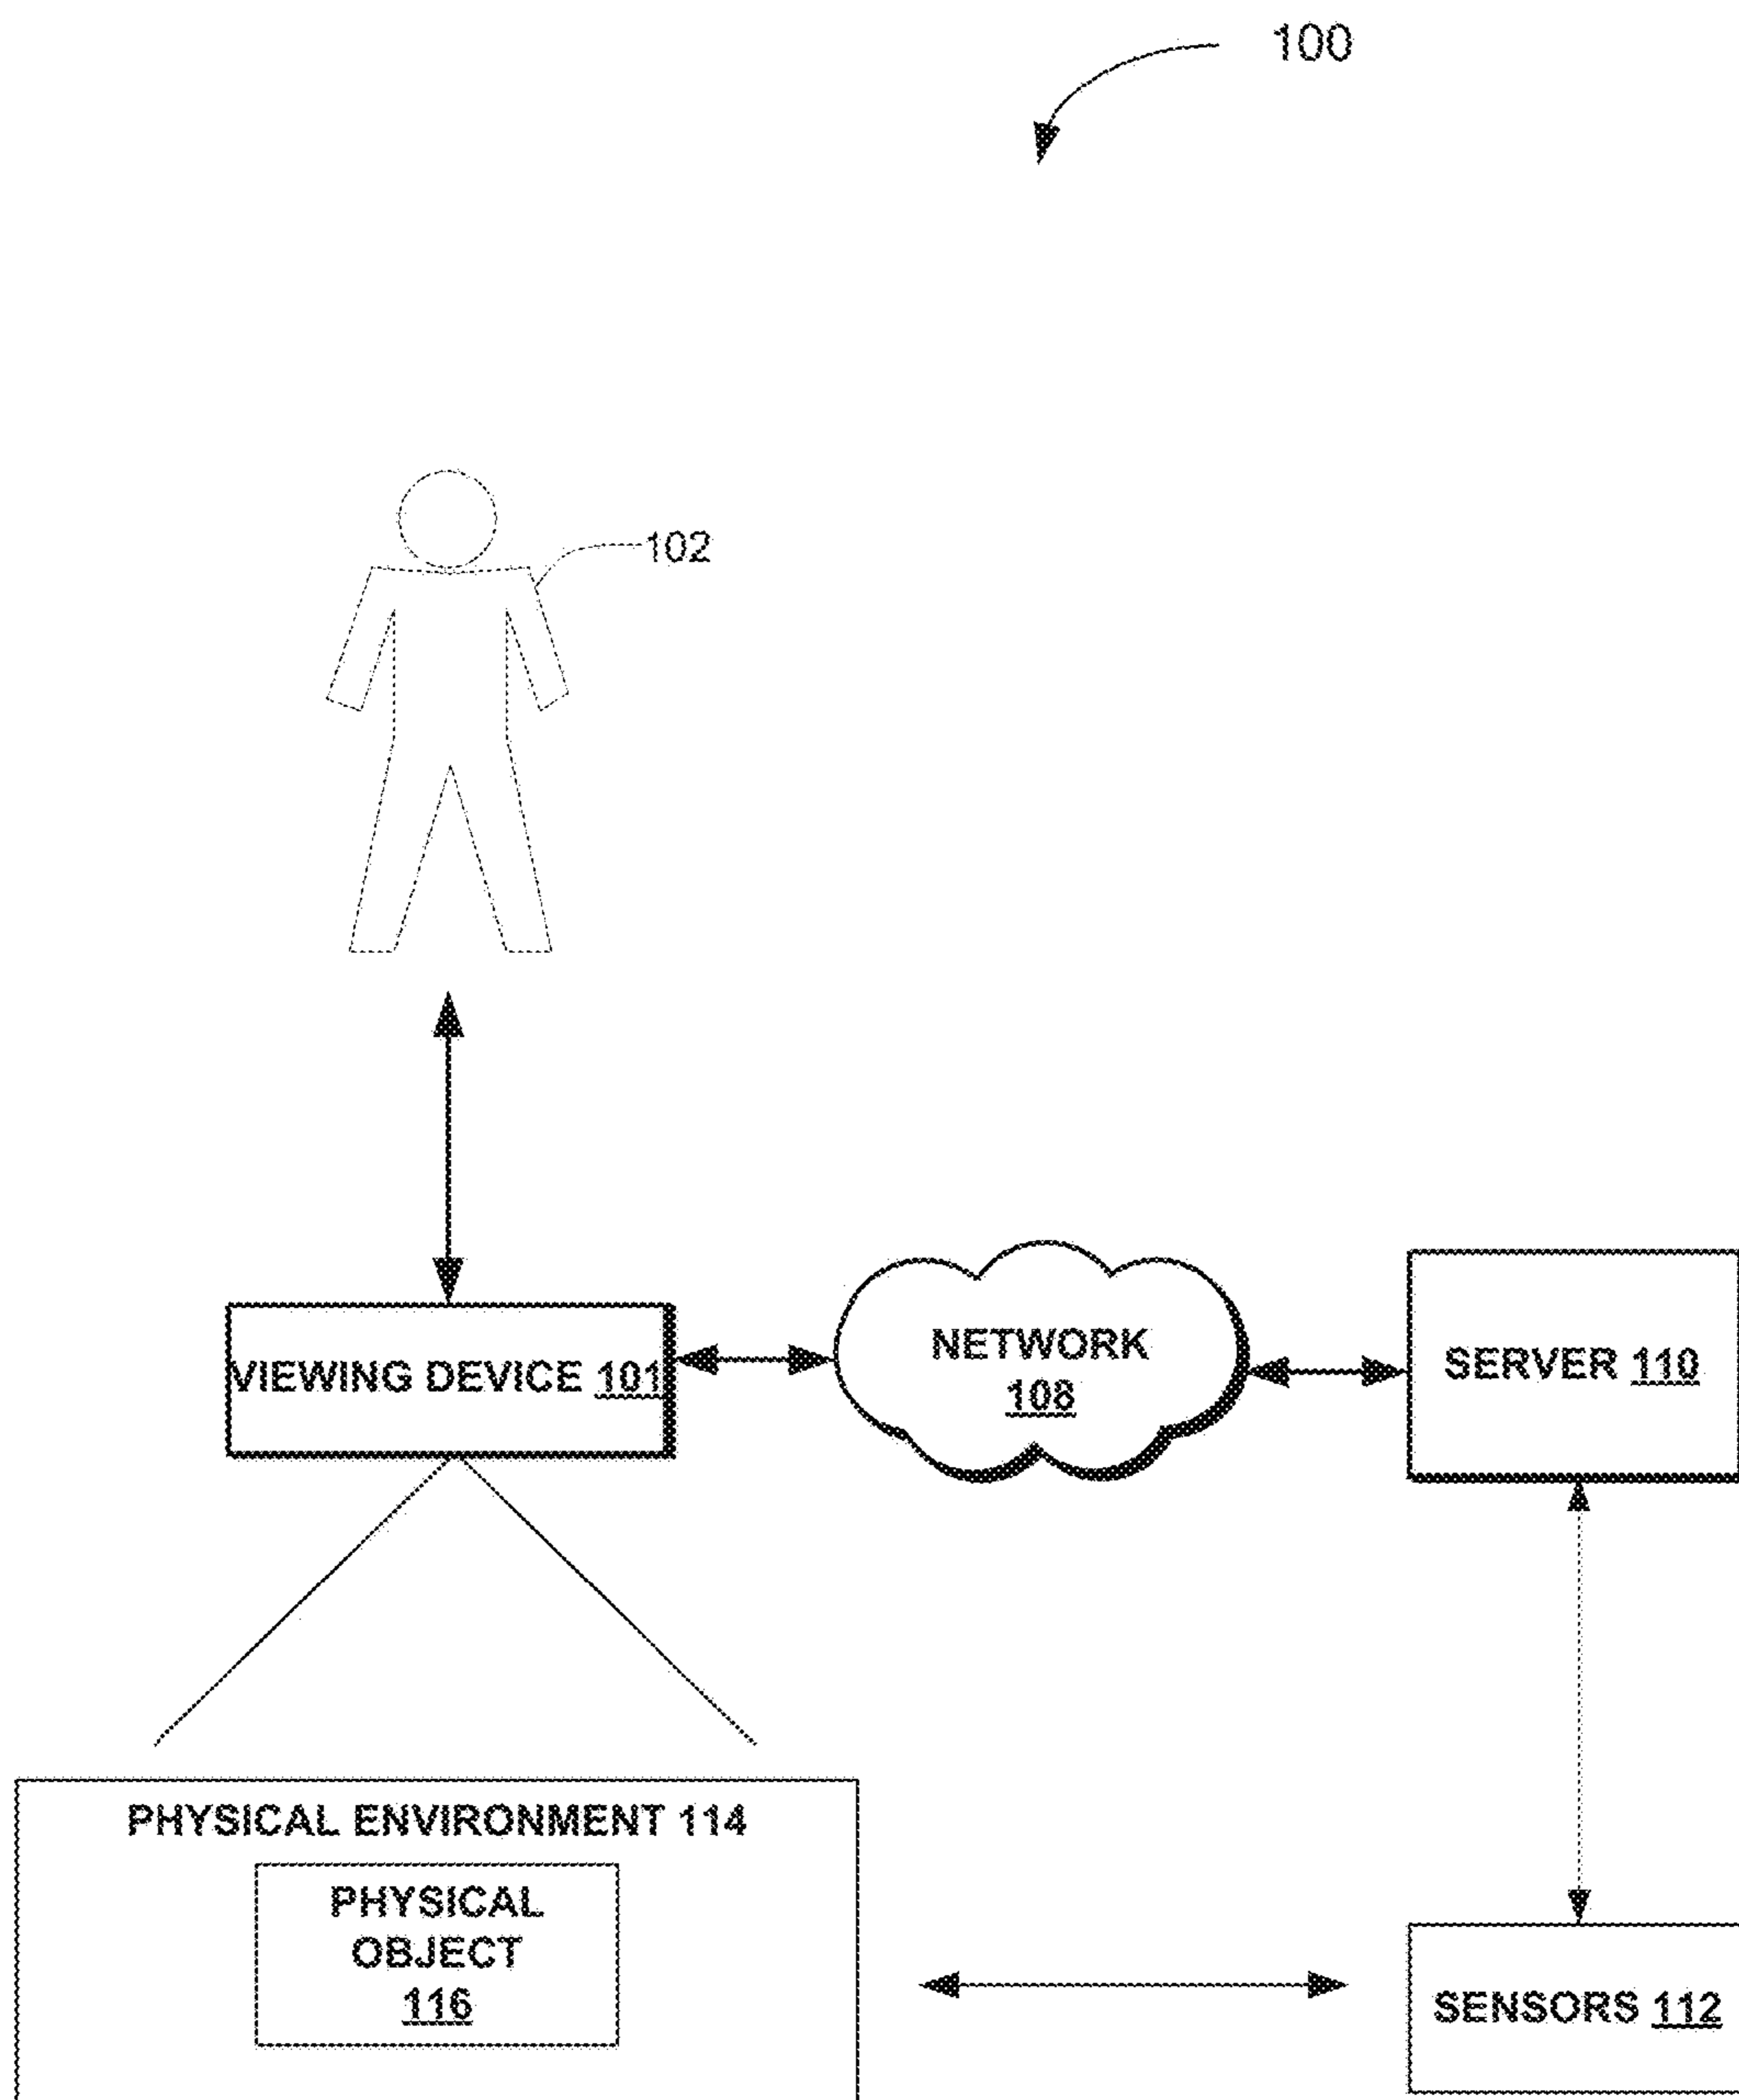 100
102
VIEWING DEVICE 101
NETWORK
108
SERVER 110
PHYSICAL ENVIRONMENT 114
PHYSICAL
OBJECT
116
SENSORS 112